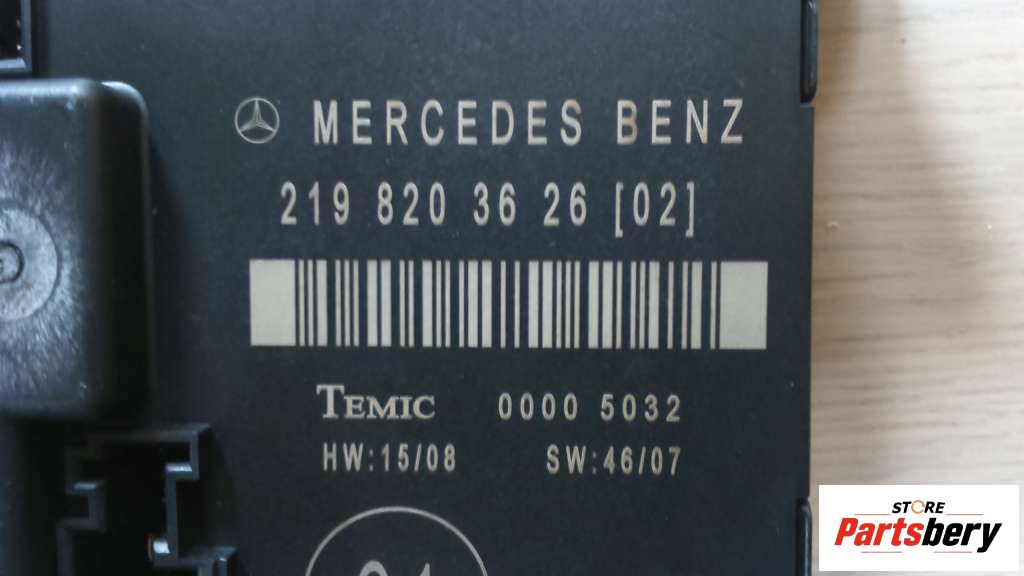 MERCEDES BENZ
219 820 36 26 [02]
TEMIC 0000 5032
HW:15/08 SW:46/07
STORE
Partsbery